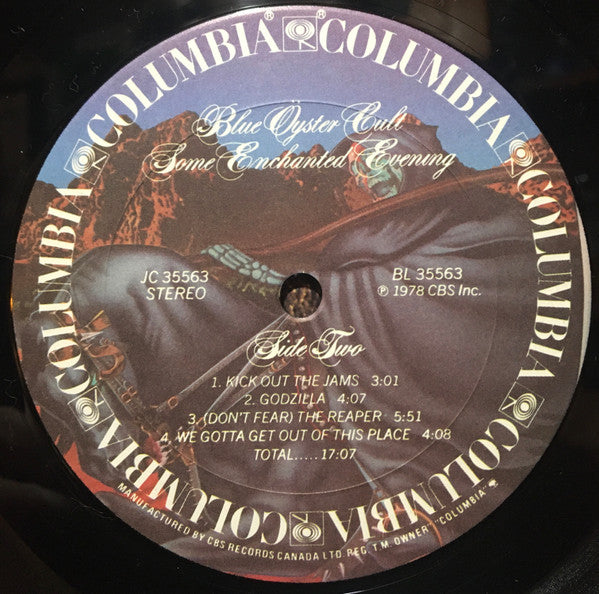 COLUMBIA® COLUMBIA® COLUMBIA COLUMBIA COLUMBIA COLUMBIA COLUMBIA COLUMBIA
Blue Öyster Cult
Some Enchanted Evening
JC 35563
STEREO
BL 35563
℗ 1978 CBS Inc.
Side Two
1. KICK OUT THE JAMS 3:01
2. GODZILLA 4:07
3. (DON'T FEAR) THE REAPER 5:51
4. WE GOTTA GET OUT OF THIS PLACE 4:08
TOTAL.....17:07
MANUFACTURED BY CBS RECORDS CANADA LTD. REG. T.M. OWNER "COLUMBIA"